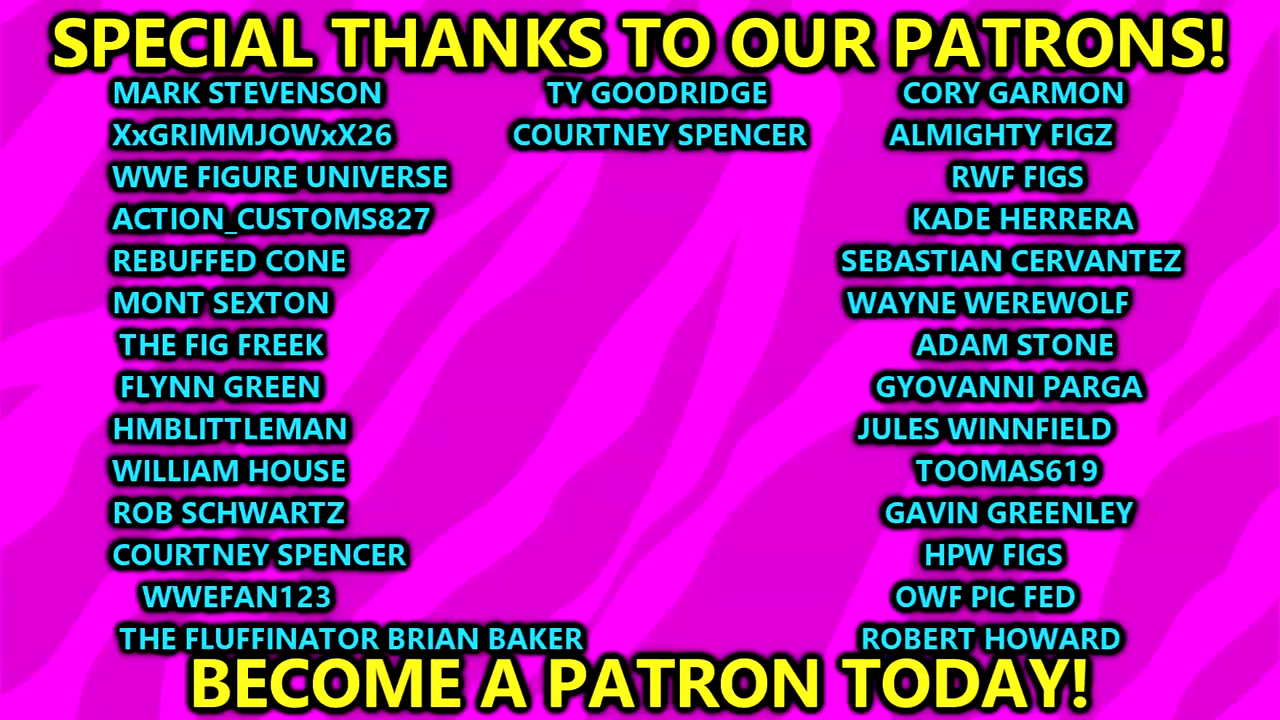 SPECIAL THANKS TO OUR PATRONS!
MARK STEVENSON
XxGRIMMJOWxX26
WWE FIGURE UNIVERSE
ACTION_CUSTOMS827
REBUFFED CONE
MONT SEXTON
THE FIG FREEK
FLYNN GREEN
HMBLITTLEMAN
WILLIAM HOUSE
ROB SCHWARTZ
COURTNEY SPENCER
WWEFAN123
THE FLUFFINATOR BRIAN BAKER
TY GOODRIDGE
COURTNEY SPENCER
CORY GARMON
ALMIGHTY FIGZ
RWF FIGS
KADE HERRERA
SEBASTIAN CERVANTEZ
WAYNE WEREWOLF
ADAM STONE
GYOVANNI PARGA
JULES WINNFIELD
TOOMAS619
GAVIN GREENLEY
HPW FIGS
OWF PIC FED
ROBERT HOWARD
BECOME A PATRON TODAY!